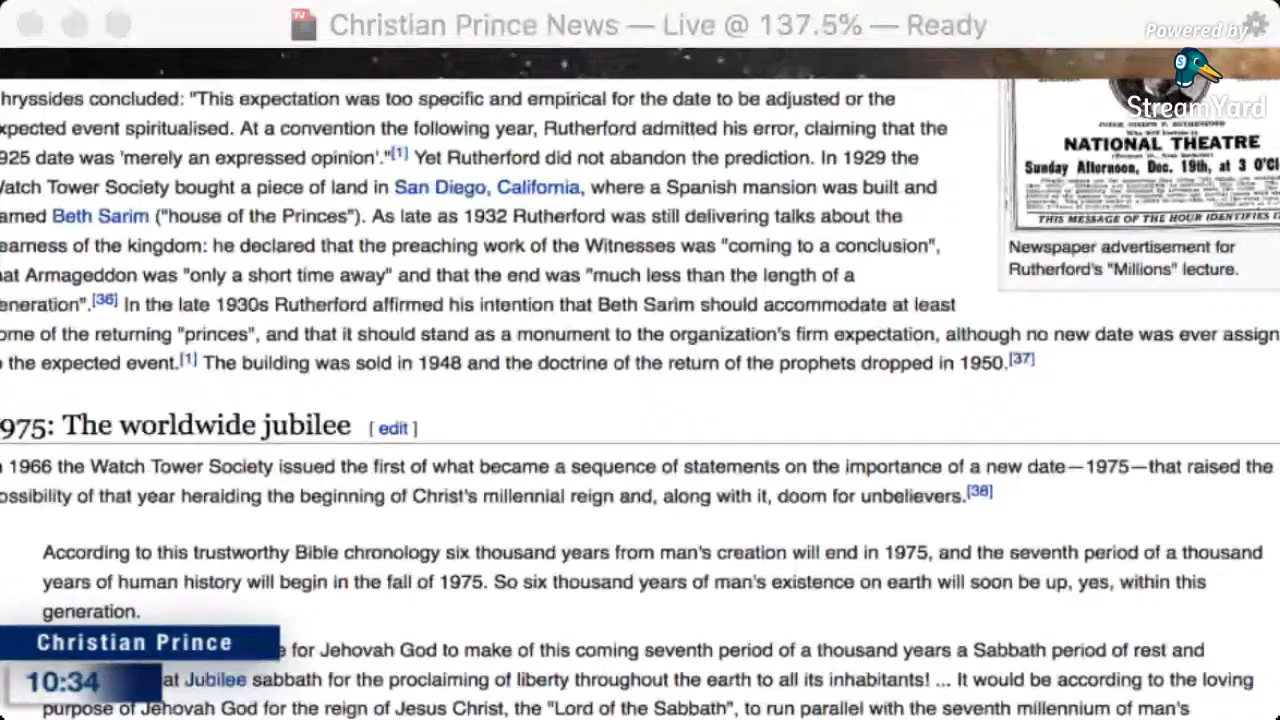 Christian Prince News — Live @ 137.5% — Ready
Powered by
StreamYard
hryssides concluded: "This expectation was too specific and empirical for the date to be adjusted or the
xpected event spiritualised. At a convention the following year, Rutherford admitted his error, claiming that the
925 date was 'merely an expressed opinion'."[1] Yet Rutherford did not abandon the prediction. In 1929 the
Watch Tower Society bought a piece of land in San Diego, California, where a Spanish mansion was built and
amed Beth Sarim ("house of the Princes"). As late as 1932 Rutherford was still delivering talks about the
earness of the kingdom: he declared that the preaching work of the Witnesses was "coming to a conclusion",
hat Armageddon was "only a short time away" and that the end was "much less than the length of a
eneration".[36] In the late 1930s Rutherford affirmed his intention that Beth Sarim should accommodate at least
ome of the returning "princes", and that it should stand as a monument to the organization's firm expectation, although no new date was ever assign
o the expected event.[1] The building was sold in 1948 and the doctrine of the return of the prophets dropped in 1950.[37]
NATIONAL THEATRE
Sunday Afternoon, Dec. 19th, at 3 O'Cl
THIS MESSAGE OF THE HOUR IDENTIFIES I
Newspaper advertisement for
Rutherford's "Millions" lecture.
975: The worldwide jubilee [ edit ]
n 1966 the Watch Tower Society issued the first of what became a sequence of statements on the importance of a new date—1975—that raised the
ossibility of that year heralding the beginning of Christ's millennial reign and, along with it, doom for unbelievers.[38]
According to this trustworthy Bible chronology six thousand years from man's creation will end in 1975, and the seventh period of a thousand
years of human history will begin in the fall of 1975. So six thousand years of man's existence on earth will soon be up, yes, within this
generation.
e for Jehovah God to make of this coming seventh period of a thousand years a Sabbath period of rest and
at Jubilee sabbath for the proclaiming of liberty throughout the earth to all its inhabitants! ... It would be according to the loving
purpose of Jehovah God for the reign of Jesus Christ, the "Lord of the Sabbath", to run parallel with the seventh millennium of man's
Christian Prince
10:34